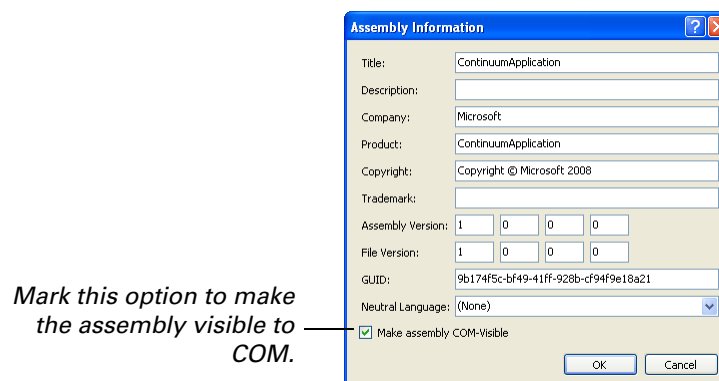 Assembly Information
Title: ContinuumApplication
Description:
Company: Microsoft
Product: ContinuumApplication
Copyright: Copyright © Microsoft 2008
Trademark:
Assembly Version: 1 0 0 0
File Version: 1 0 0 0
GUID: 9b174f5c-bf49-41ff-928b-cf94f9e18a21
Neutral Language: (None)
Mark this option to make
the assembly visible to
COM.
Make assembly COM-Visible
OK Cancel